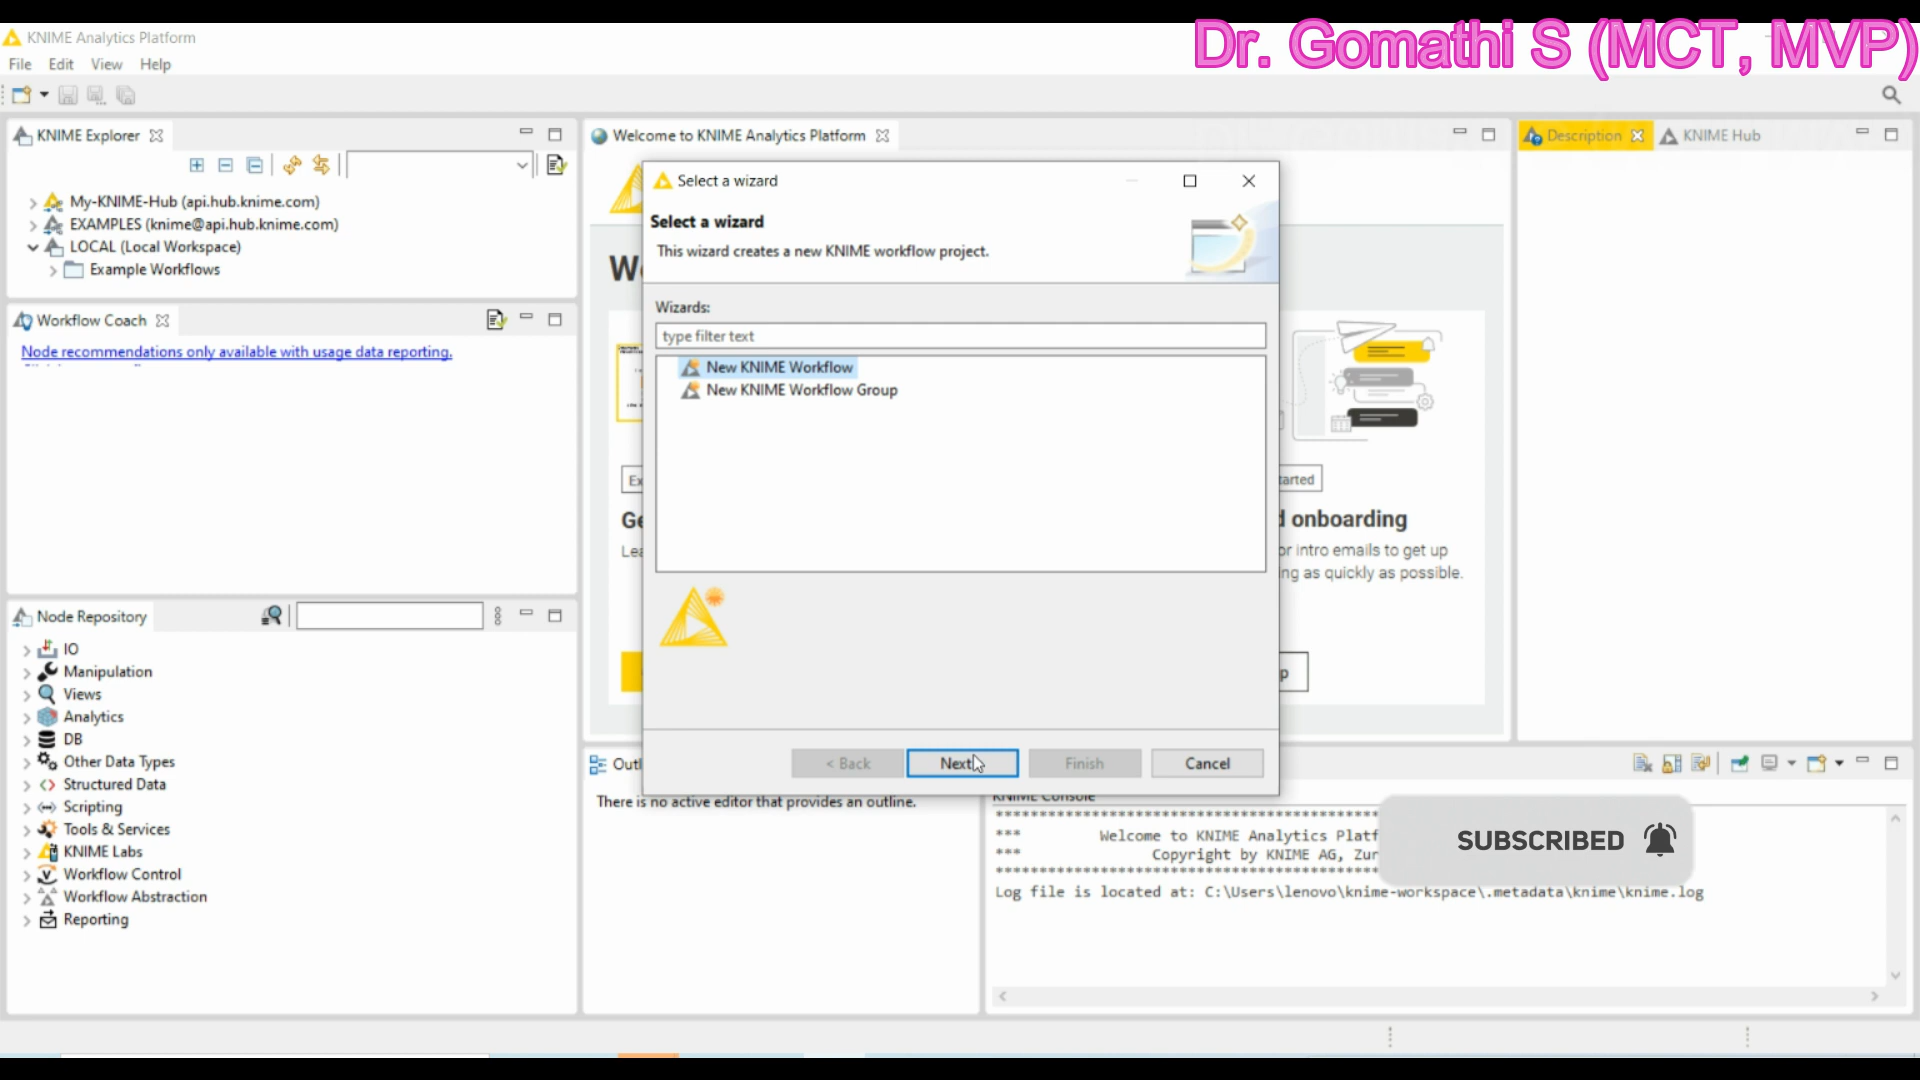 Dr. Gomathi S (MCT, MVP)
KNIME Analytics Platform
File Edit View Help
KNIME Explorer
My-KNIME-Hub (api.hub.knime.com)
EXAMPLES (knime@api.hub.knime.com)
LOCAL (Local Workspace)
Example Workflows
Workflow Coach
Node recommendations only available with usage data reporting.
Node Repository
IO
Manipulation
Views
Analytics
DB
Other Data Types
Structured Data
Scripting
Tools & Services
KNIME Labs
Workflow Control
Workflow Abstraction
Reporting
Welcome to KNIME Analytics Platform
Select a wizard
Select a wizard
This wizard creates a new KNIME workflow project.
Wizards:
type filter text
New KNIME Workflow
New KNIME Workflow Group
< Back Next Finish Cancel
arted
d onboarding
or intro emails to get up
ng as quickly as possible.
p
Description KNIME Hub
Outl
There is no active editor that provides an outline.
KNIME Console
***************************************
*** Welcome to KNIME Analytics Platf
*** Copyright by KNIME AG, Zur
***************************************
Log file is located at: C:\Users\lenovo\knime-workspace\.metadata\knime\knime.log
SUBSCRIBED